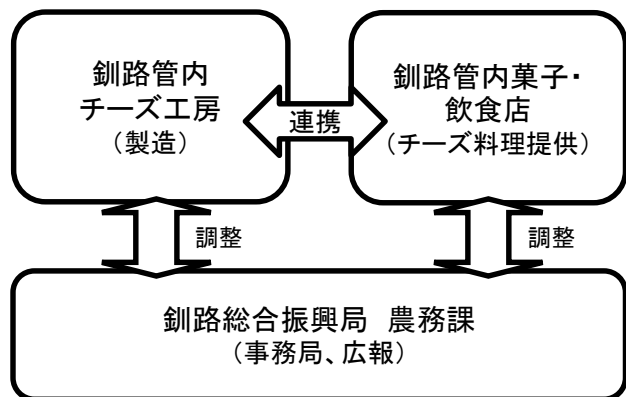 釧路管内
チーズ工房
（製造）
連携
釧路管内菓子・
飲食店
（チーズ料理提供）
調整
調整
釧路総合振興局　農務課
（事務局、広報）